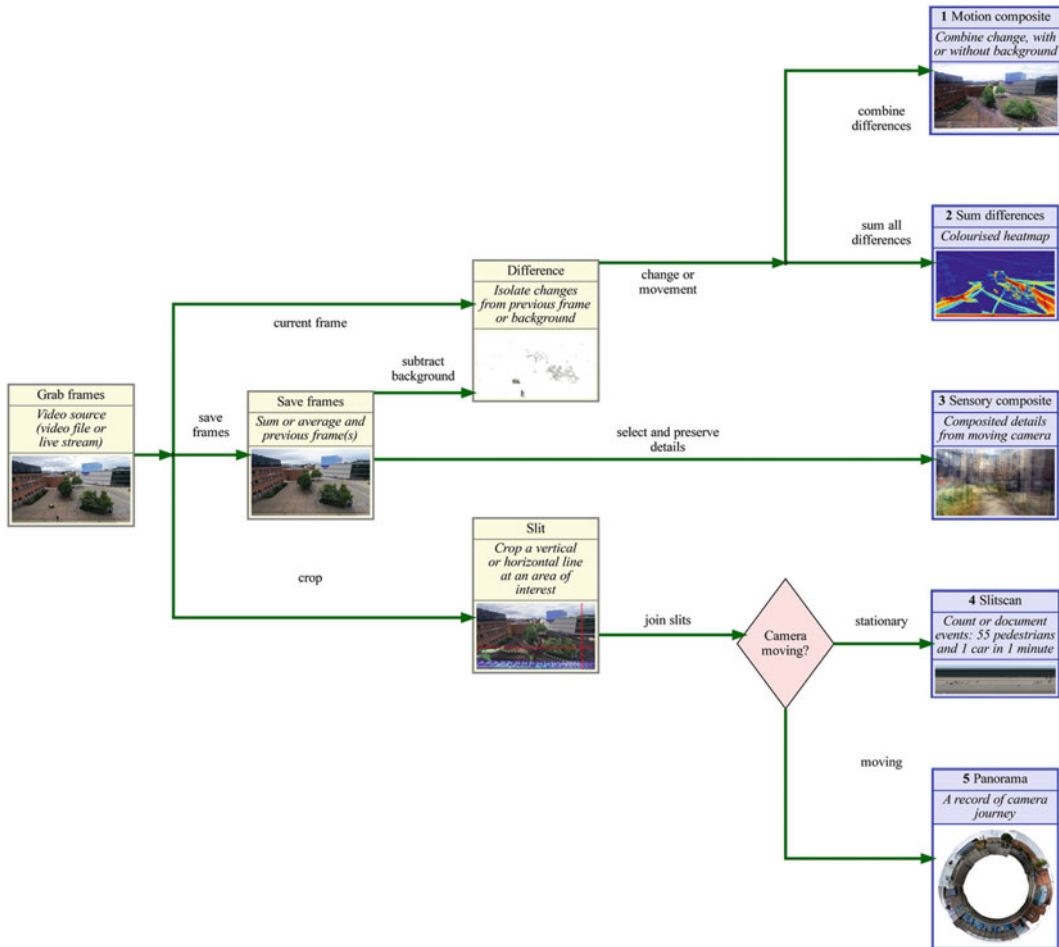 1 Motion composite
Combine change, with
or without background
combine
differences
2 Sum differences
Colourised heatmap
sum all
differences
Difference
Isolate changes
from previous frame
or background
change or
movement
current frame
subtract
background
Grab frames
Video source
(video file or
live stream)
save
frames
Save frames
Sum or average and
previous frame(s)
select and preserve
details
3 Sensory composite
Composited details
from moving camera
crop
Slit
Crop a vertical
or horizontal line
at an area of
interest
join slits
Camera
moving?
stationary
4 Slitscan
Count or document
events: 55 pedestrians
and 1 car in 1 minute
moving
5 Panorama
A record of camera
journey